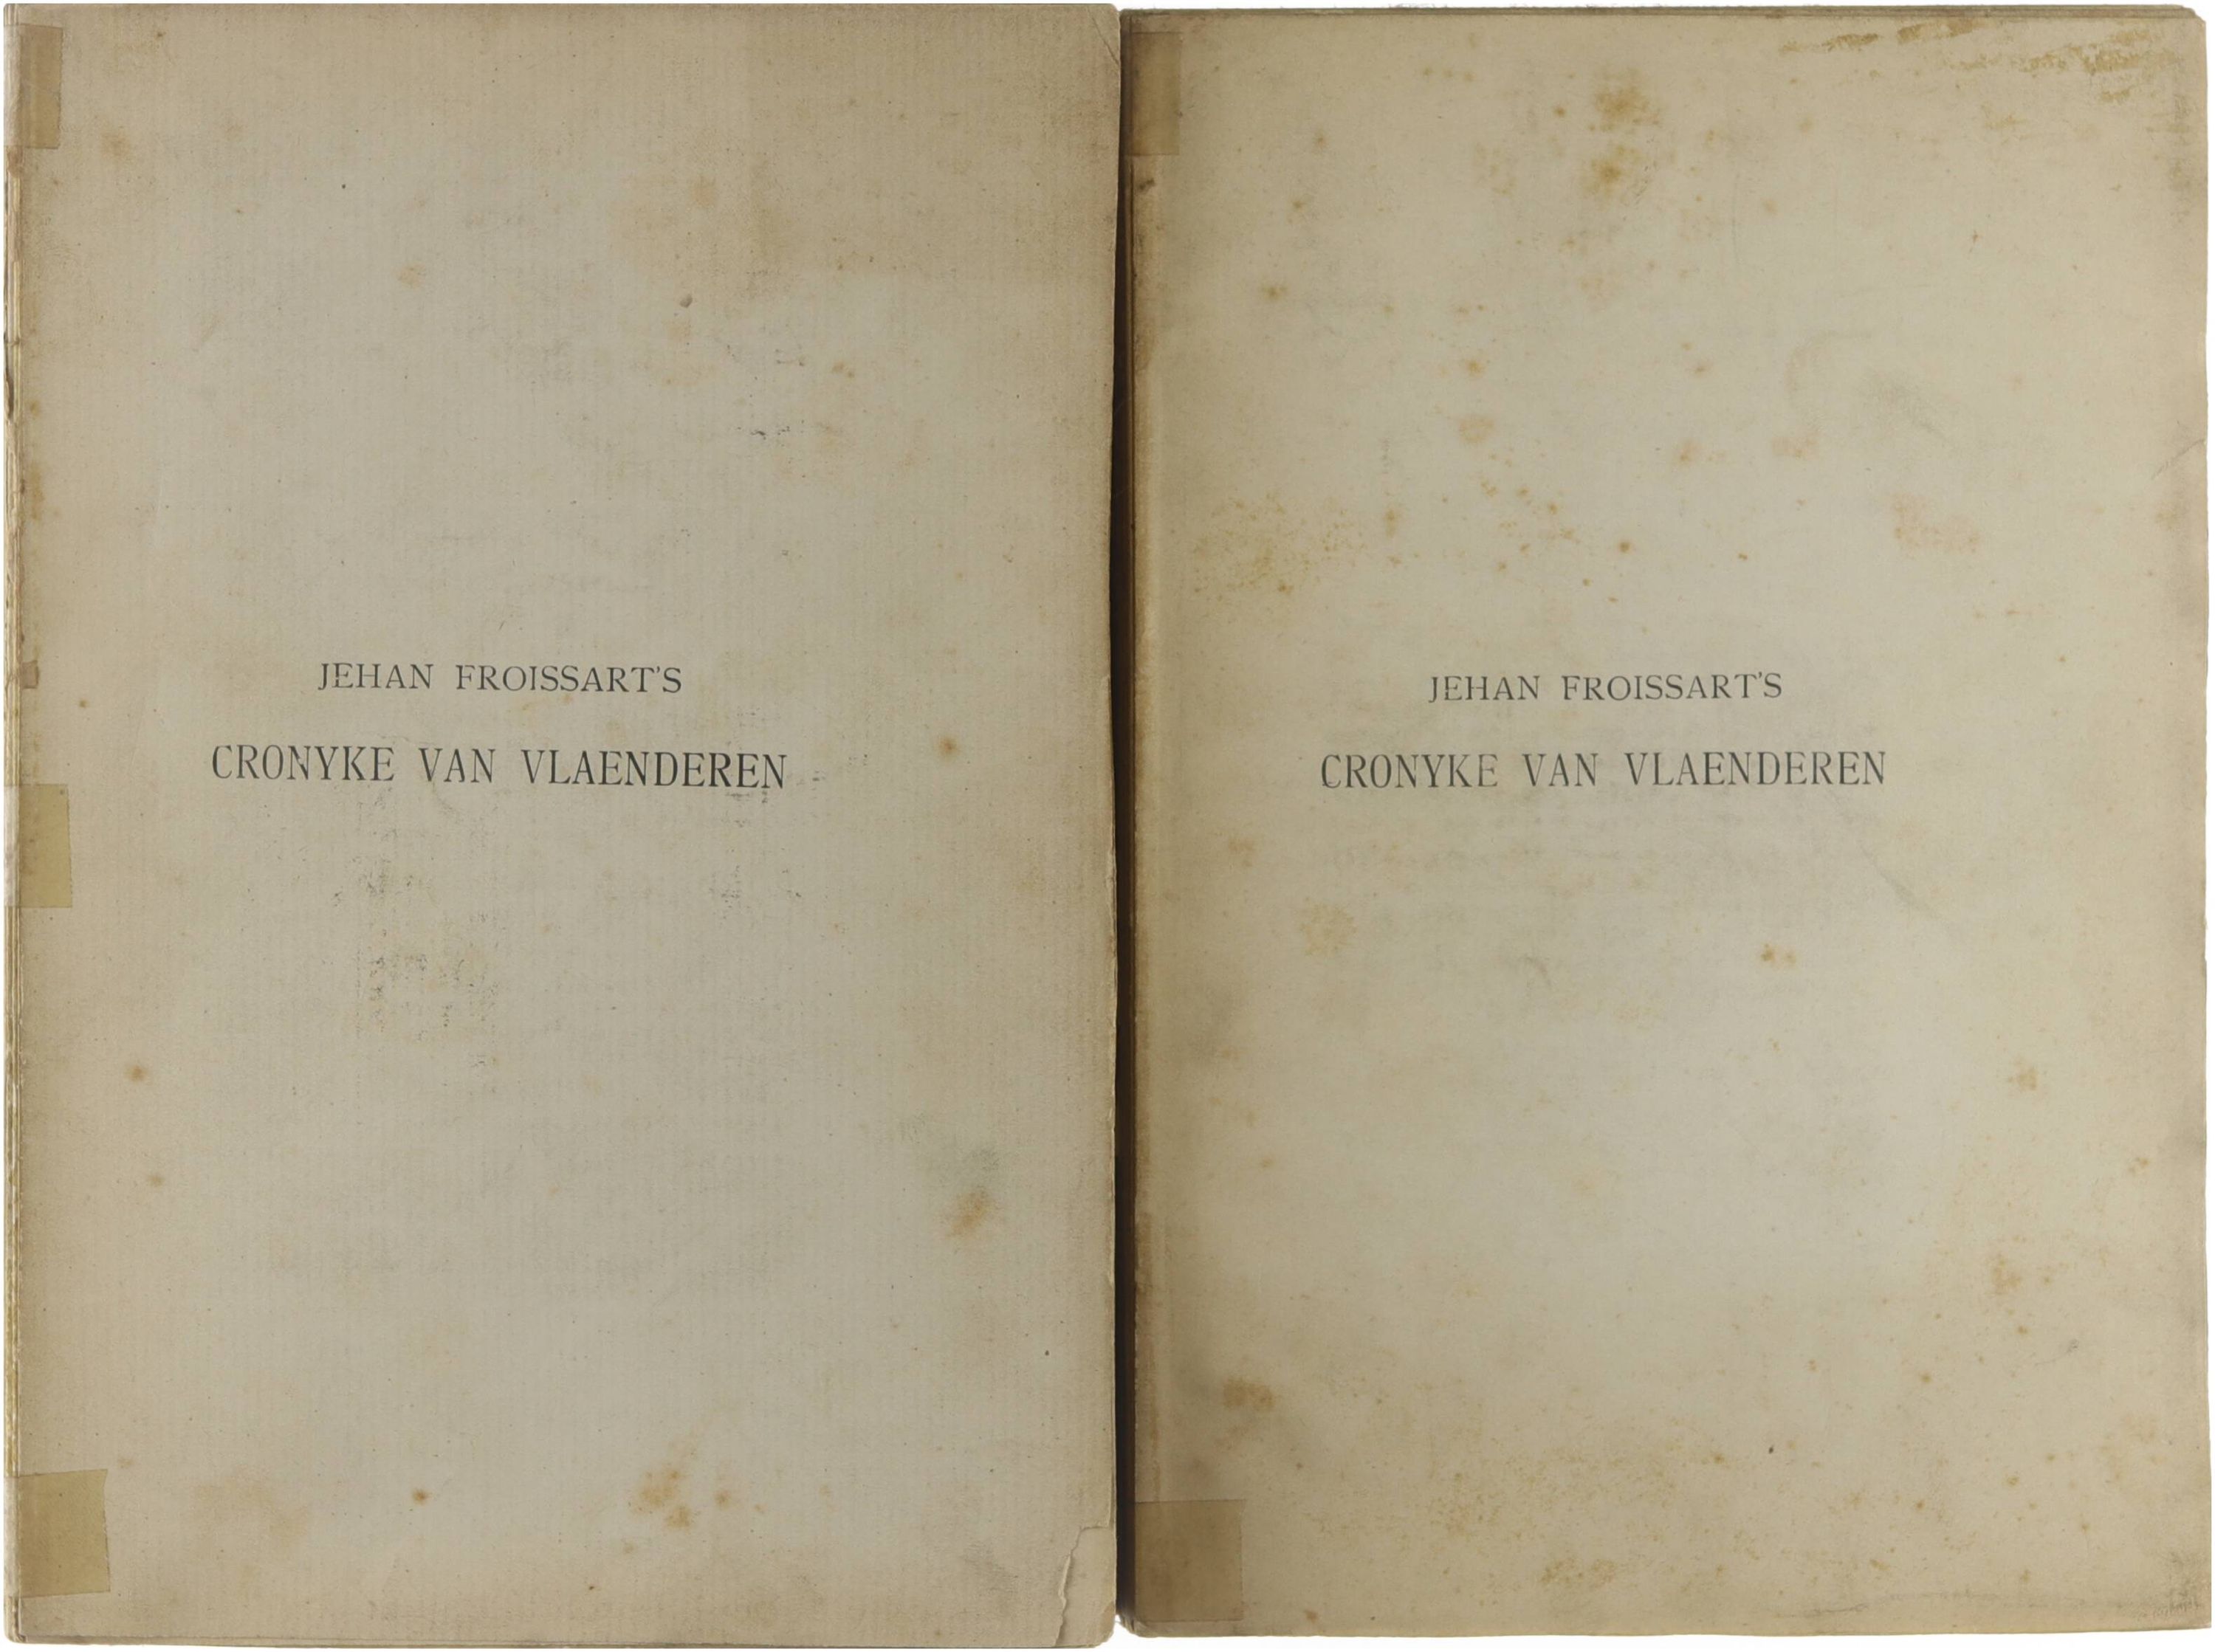 JEHAN FROISSART'S
CRONYKE VAN VLAENDEREN
JEHAN FROISSART'S
CRONYKE VAN VLAENDEREN